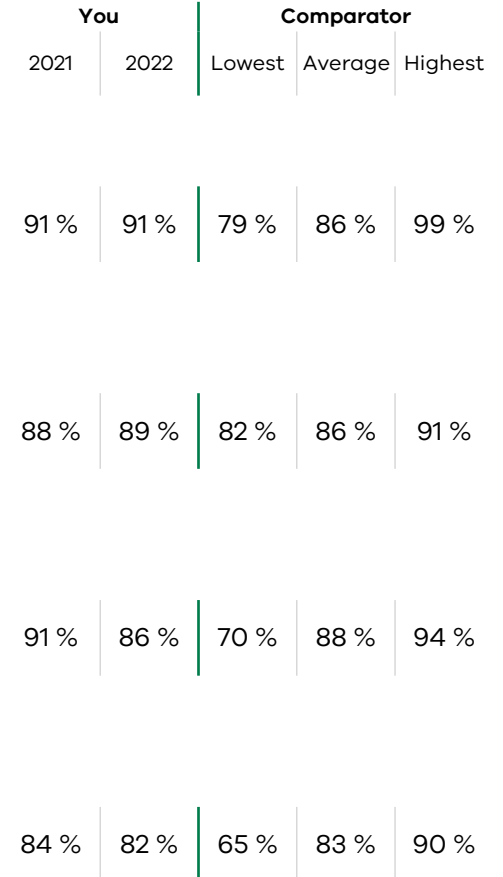 You Comparator
2021 2022 Lowest Average Highest
91 % 91 % 79 % 86 % 99 %
88 % 89 % 82 % 86 % 91 %
91 % 86 % 70 % 88 % 94 %
84 % 82 % 65 % 83 % 90 %